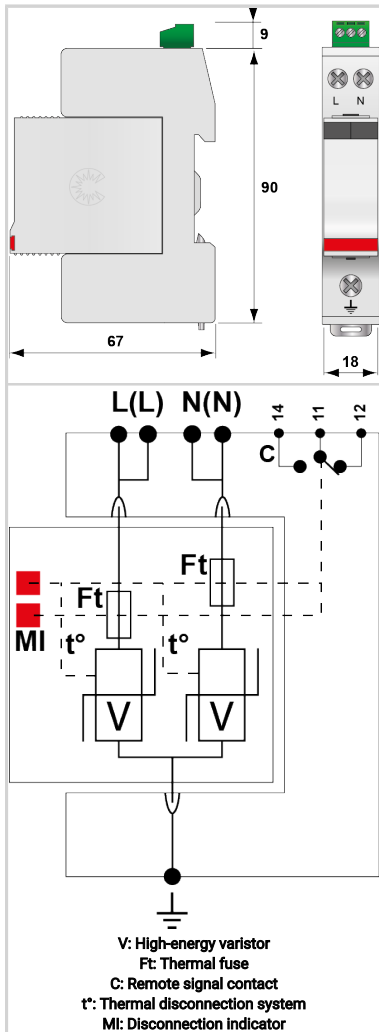 9
L N
90
67
18
L(L) N(N)
14
11
12
C
Ft
Ft
MI
t°
t°
V
V
V: High-energy varistor
Ft: Thermal fuse
C: Remote signal contact
t°: Thermal disconnection system
MI: Disconnection indicator